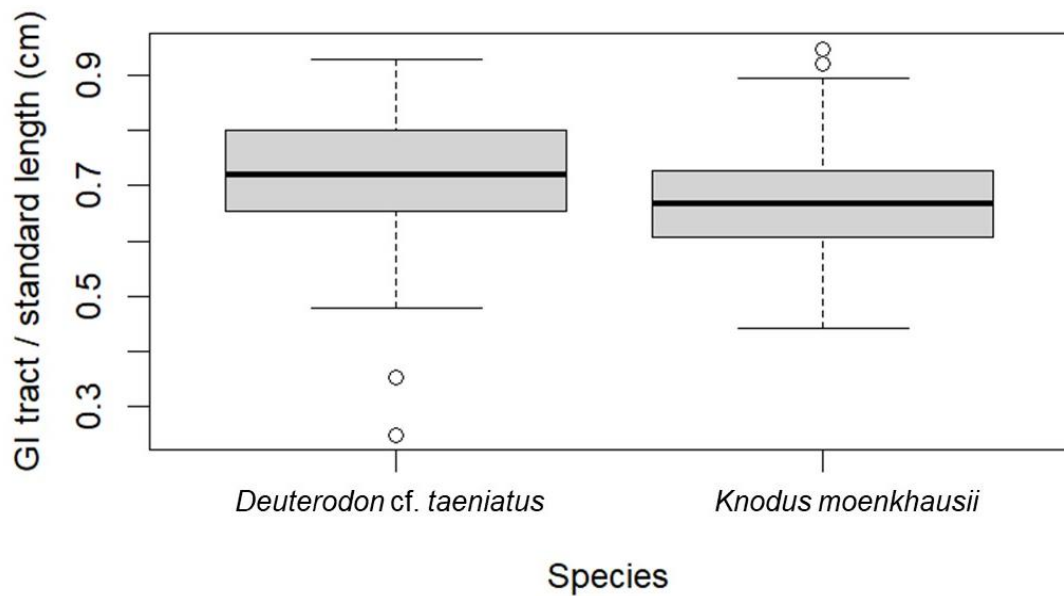 GI tract / standard length (cm)
0.9
0.7
0.5
0.3
Deuterodon cf. taeniatus
Knodus moenkhausii
Species